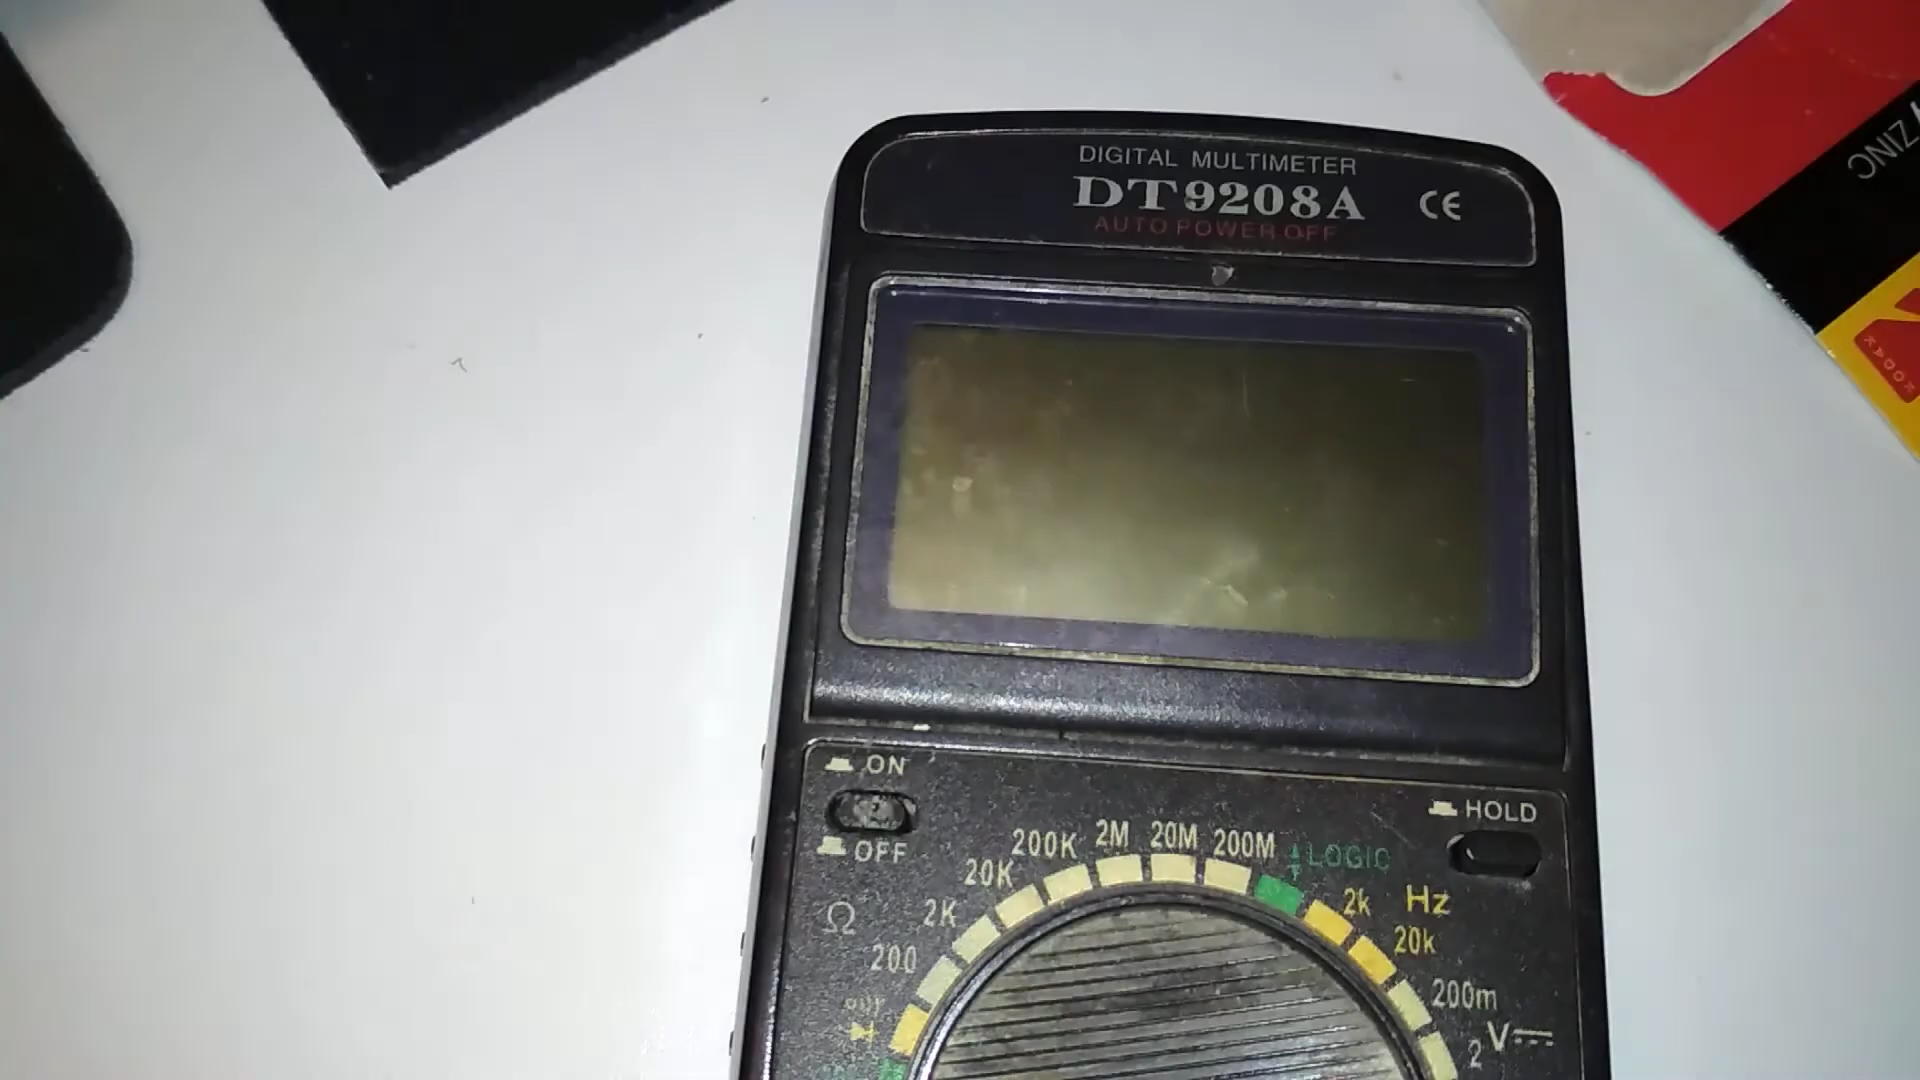 DIGITAL MULTIMETER
DT9208A
CE
AUTO POWER OFF
ZINC
KODAK
ON
OFF
HOLD
Ω
200
2K
20K
200K
2M
20M
200M
LOGIC
2k
Hz
20k
200m
V
2